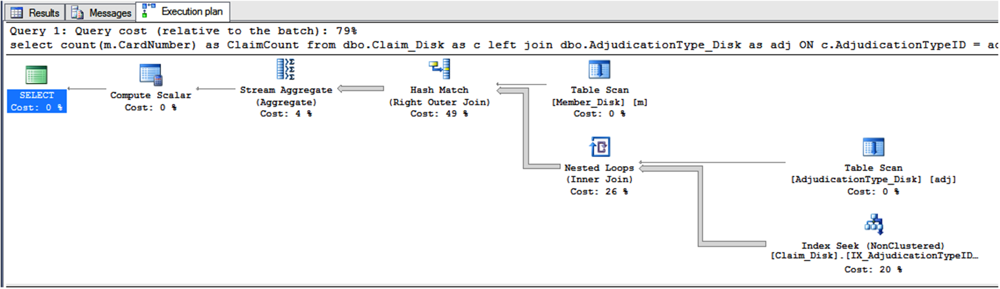 Results Messages Execution plan
Query 1: Query cost (relative to the batch): 79%
select count(m.CardNumber) as ClaimCount from dbo.Claim_Disk as c left join dbo.AdjudicationType_Disk as adj ON c.AdjudicationTypeID = ad
SELECT
Cost: 0 %
Compute Scalar
Cost: 0 %
Stream Aggregate
(Aggregate)
Cost: 4 %
Hash Match
(Right Outer Join)
Cost: 49 %
Table Scan
[Member_Disk] [m]
Cost: 0 %
Nested Loops
(Inner Join)
Cost: 26 %
Table Scan
[AdjudicationType_Disk] [adj]
Cost: 0 %
Index Seek (NonClustered)
[Claim_Disk].[IX_AdjudicationTypeID…
Cost: 20 %